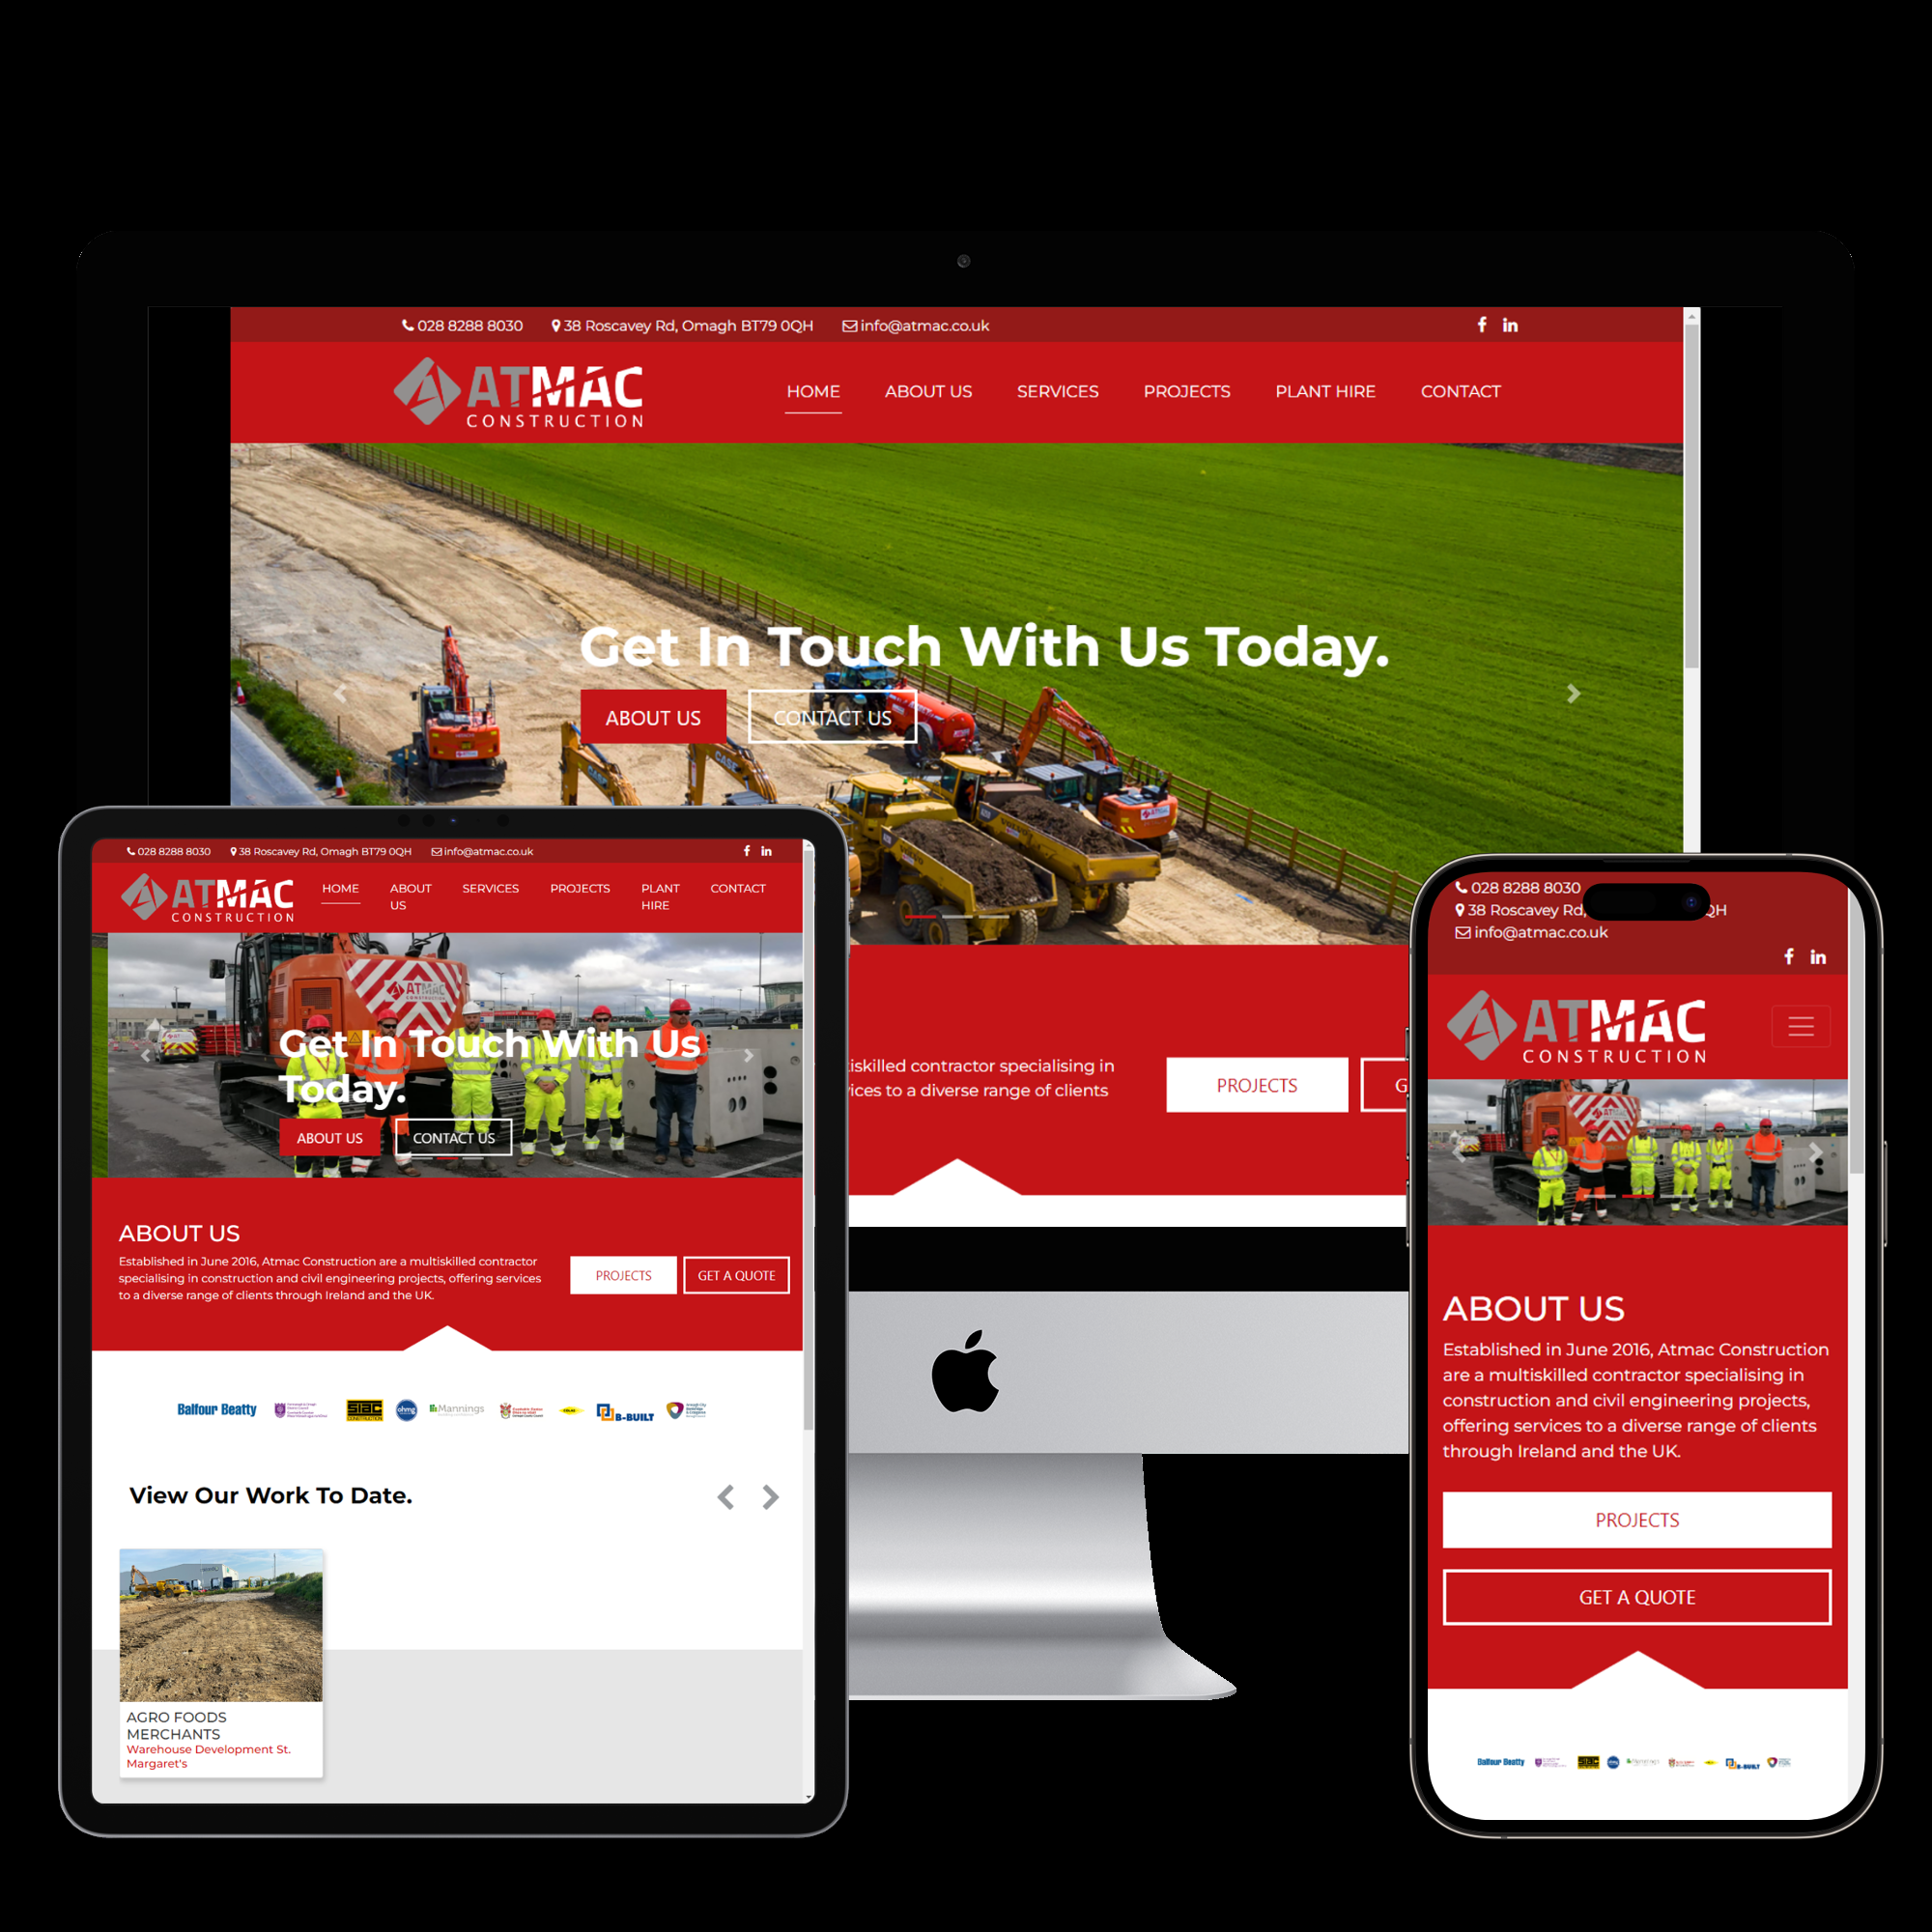 028 8288 8030 38 Roscavey Rd, Omagh BT79 0QH info@atmac.co.uk
ATMAC
CONSTRUCTION
HOME ABOUT US SERVICES PROJECTS PLANT HIRE CONTACT
Get In Touch With Us Today.
ABOUT US CONTACT US
CASE
CASE
iskilled contractor specialising in
ices to a diverse range of clients
PROJECTS G
028 8288 8030 38 Roscavey Rd, Omagh BT79 0QH info@atmac.co.uk
ATMAC
CONSTRUCTION
HOME ABOUT US SERVICES PROJECTS PLANT HIRE CONTACT
ATMAC
Get In Touch With Us
Today.
ABOUT US CONTACT US
ABOUT US
Established in June 2016, Atmac Construction are a multiskilled contractor
specialising in construction and civil engineering projects, offering services
to a diverse range of clients through Ireland and the UK.
PROJECTS GET A QUOTE
Balfour Beatty SIAC CONSTRUCTION ohmg Mannings B-BUILT
View Our Work To Date.
AGRO FOODS
MERCHANTS
Warehouse Development St.
Margaret's
028 8288 8030
38 Roscavey Rd, QH
info@atmac.co.uk
ATMAC
CONSTRUCTION
ATMAC
ABOUT US
Established in June 2016, Atmac Construction
are a multiskilled contractor specialising in
construction and civil engineering projects,
offering services to a diverse range of clients
through Ireland and the UK.
PROJECTS
GET A QUOTE
Balfour Beatty SIAC Mannings B-BUILT